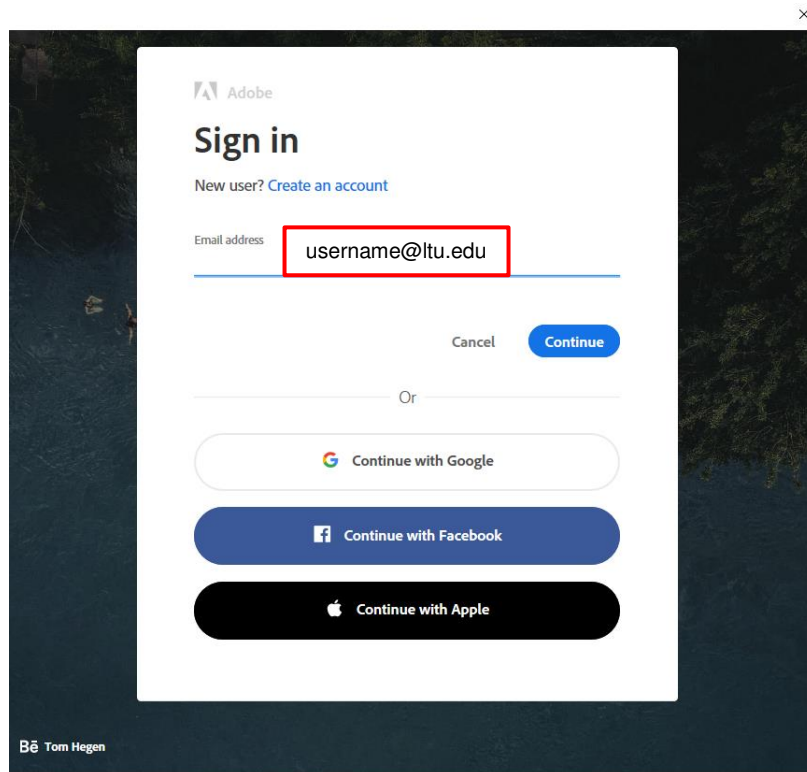 Adobe
Sign in
New user? Create an account
Email address
username@ltu.edu
Cancel Continue
Or
Continue with Google
Continue with Facebook
Continue with Apple
Bē Tom Hegen